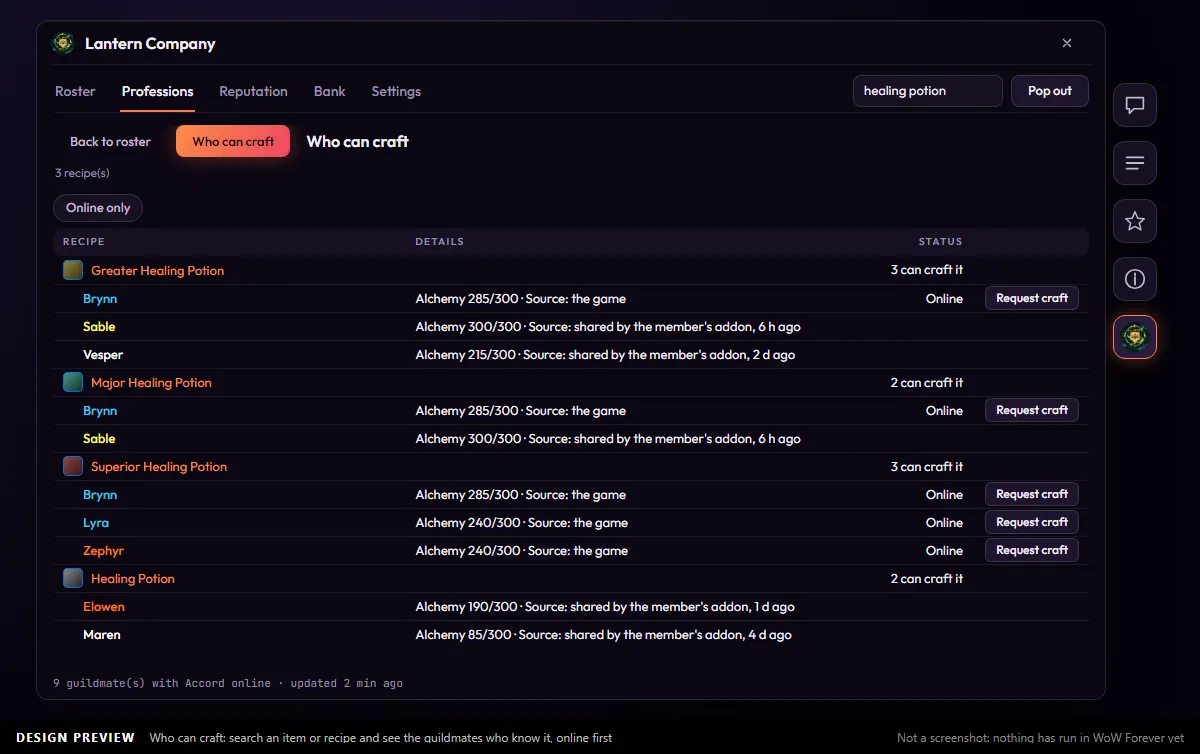 Lantern Company
Roster Professions Reputation Bank Settings healing potion Pop out
Back to roster Who can craft Who can craft
3 recipe(s)
Online only
RECIPE DETAILS STATUS
Greater Healing Potion 3 can craft it
Brynn Alchemy 285/300 · Source: the game Online Request craft
Sable Alchemy 300/300 · Source: shared by the member's addon, 6 h ago
Vesper Alchemy 215/300 · Source: shared by the member's addon, 2 d ago
Major Healing Potion 2 can craft it
Brynn Alchemy 285/300 · Source: the game Online Request craft
Sable Alchemy 300/300 · Source: shared by the member's addon, 6 h ago
Superior Healing Potion 3 can craft it
Brynn Alchemy 285/300 · Source: the game Online Request craft
Lyra Alchemy 240/300 · Source: the game Online Request craft
Zephyr Alchemy 240/300 · Source: the game Online Request craft
Healing Potion 2 can craft it
Elowen Alchemy 190/300 · Source: shared by the member's addon, 1 d ago
Maren Alchemy 85/300 · Source: shared by the member's addon, 4 d ago
9 guildmate(s) with Accord online · updated 2 min ago
DESIGN PREVIEW Who can craft: search an item or recipe and see the guildmates who know it, online first Not a screenshot: nothing has run in WoW Forever yet